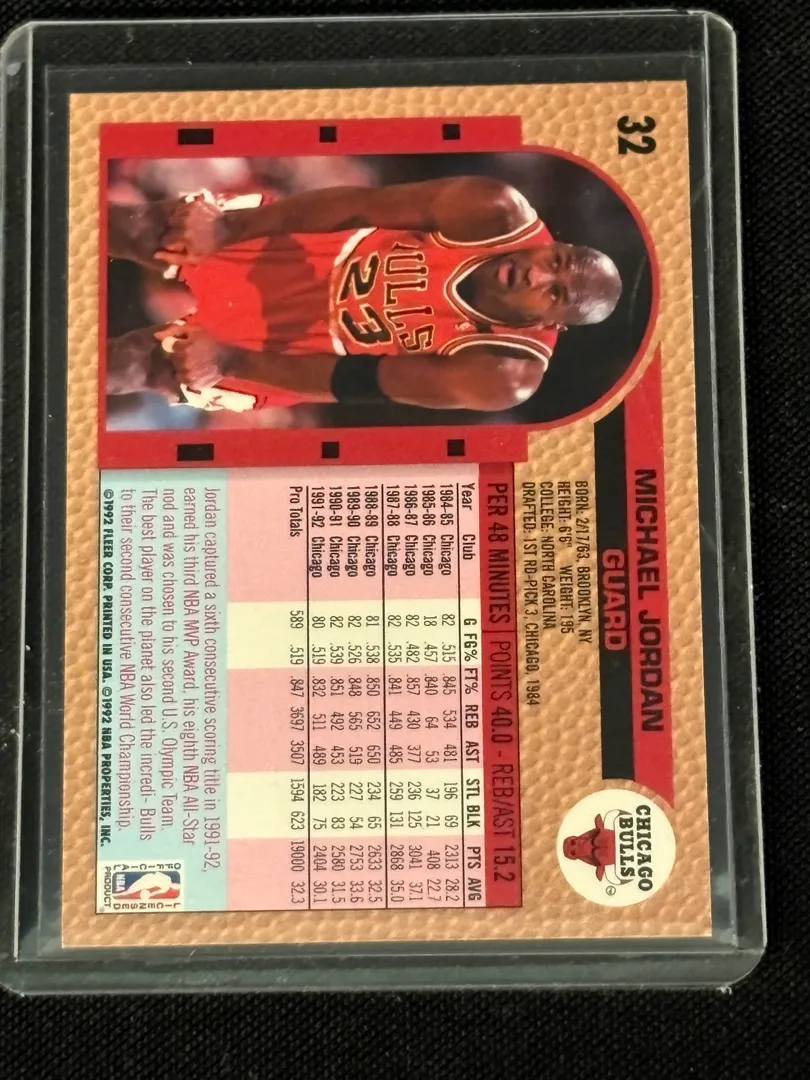 32
BULLS
23
MICHAEL JORDAN
GUARD
CHICAGO
BULLS
BORN: 2/17/63, BROOKLYN, NY
HEIGHT: 6'6" WEIGHT: 195
COLLEGE: NORTH CAROLINA
DRAFTED: 1ST RD-PICK 3, CHICAGO, 1984
PER 48 MINUTES | POINTS 40.0 - REB/AST 15.2
Year Club G FG% FT% REB AST STL BLK PTS AVG
1984-85 Chicago 82 .515 .845 534 481 196 69 2313 28.2
1985-86 Chicago 18 .457 .840 64 53 37 21 408 22.7
1986-87 Chicago 82 .482 .857 430 377 236 125 3041 37.1
1987-88 Chicago 82 .535 .841 449 485 259 131 2868 35.0
1988-89 Chicago 81 .538 .850 652 650 234 65 2633 32.5
1989-90 Chicago 82 .526 .848 565 519 227 54 2753 33.6
1990-91 Chicago 82 .539 .851 492 453 223 83 2580 31.5
1991-92 Chicago 80 .519 .832 511 489 182 75 2404 30.1
Pro Totals 589 .519 .847 3697 3507 1594 623 19000 32.3
Jordan captured a sixth consecutive scoring title in 1991-92,
earned his third NBA MVP Award, his eighth NBA All-Star
nod and was chosen to his second U.S. Olympic Team.
The best player on the planet also led the incredi- Bulls
to their second consecutive NBA World Championship.
©1992 FLEER CORP. PRINTED IN USA. ©1992 NBA PROPERTIES, INC.
OFFICIAL LICENSED
NBA
PRODUCT